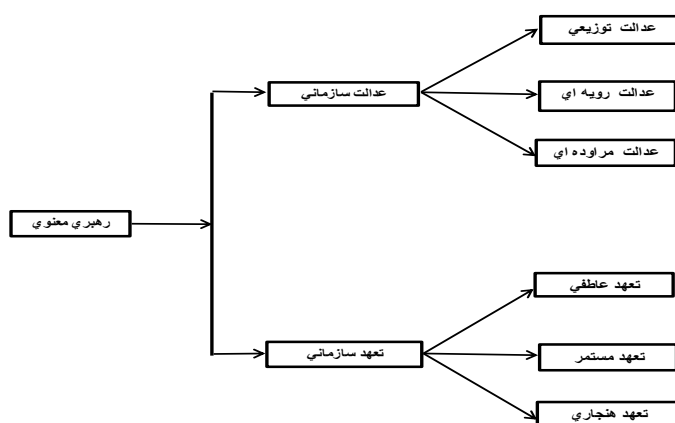 عدالت توزيعي
عدالت سازماني
عدالت رويه اي
عدالت مراوده اي
رهبري معنوي
تعهد عاطفي
تعهد سازماني
تعهد مستمر
تعهد هنجاري